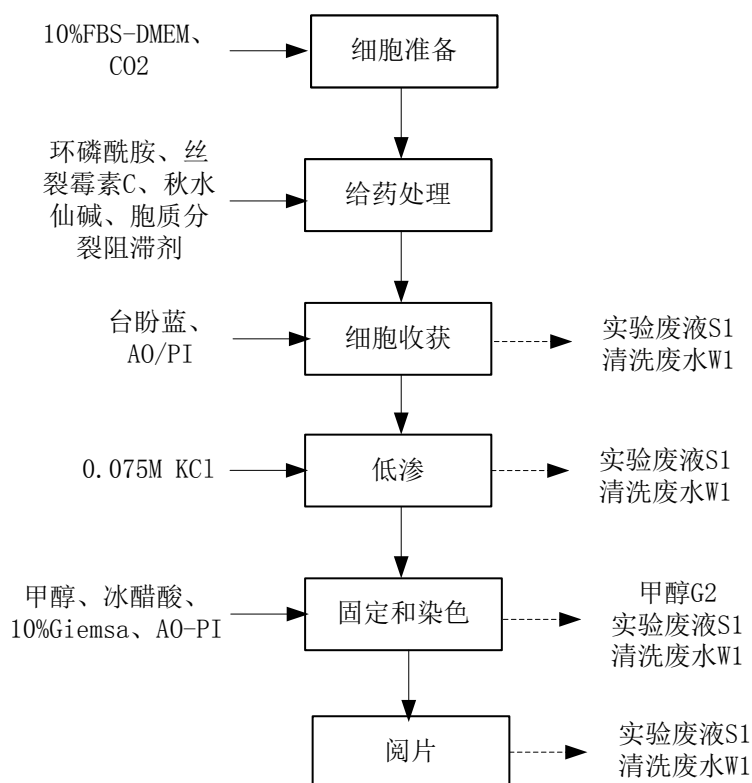 10%FBS-DMEM、
CO2
细胞准备
环磷酰胺、丝
裂霉素C、秋水
仙碱、胞质分
裂阻滞剂
给药处理
台盼蓝、
AO/PI
细胞收获
实验废液S1
清洗废水W1
0.075M KCl
低渗
实验废液S1
清洗废水W1
甲醇、冰醋酸、
10%Giemsa、AO-PI
固定和染色
甲醇G2
实验废液S1
清洗废水W1
阅片
实验废液S1
清洗废水W1